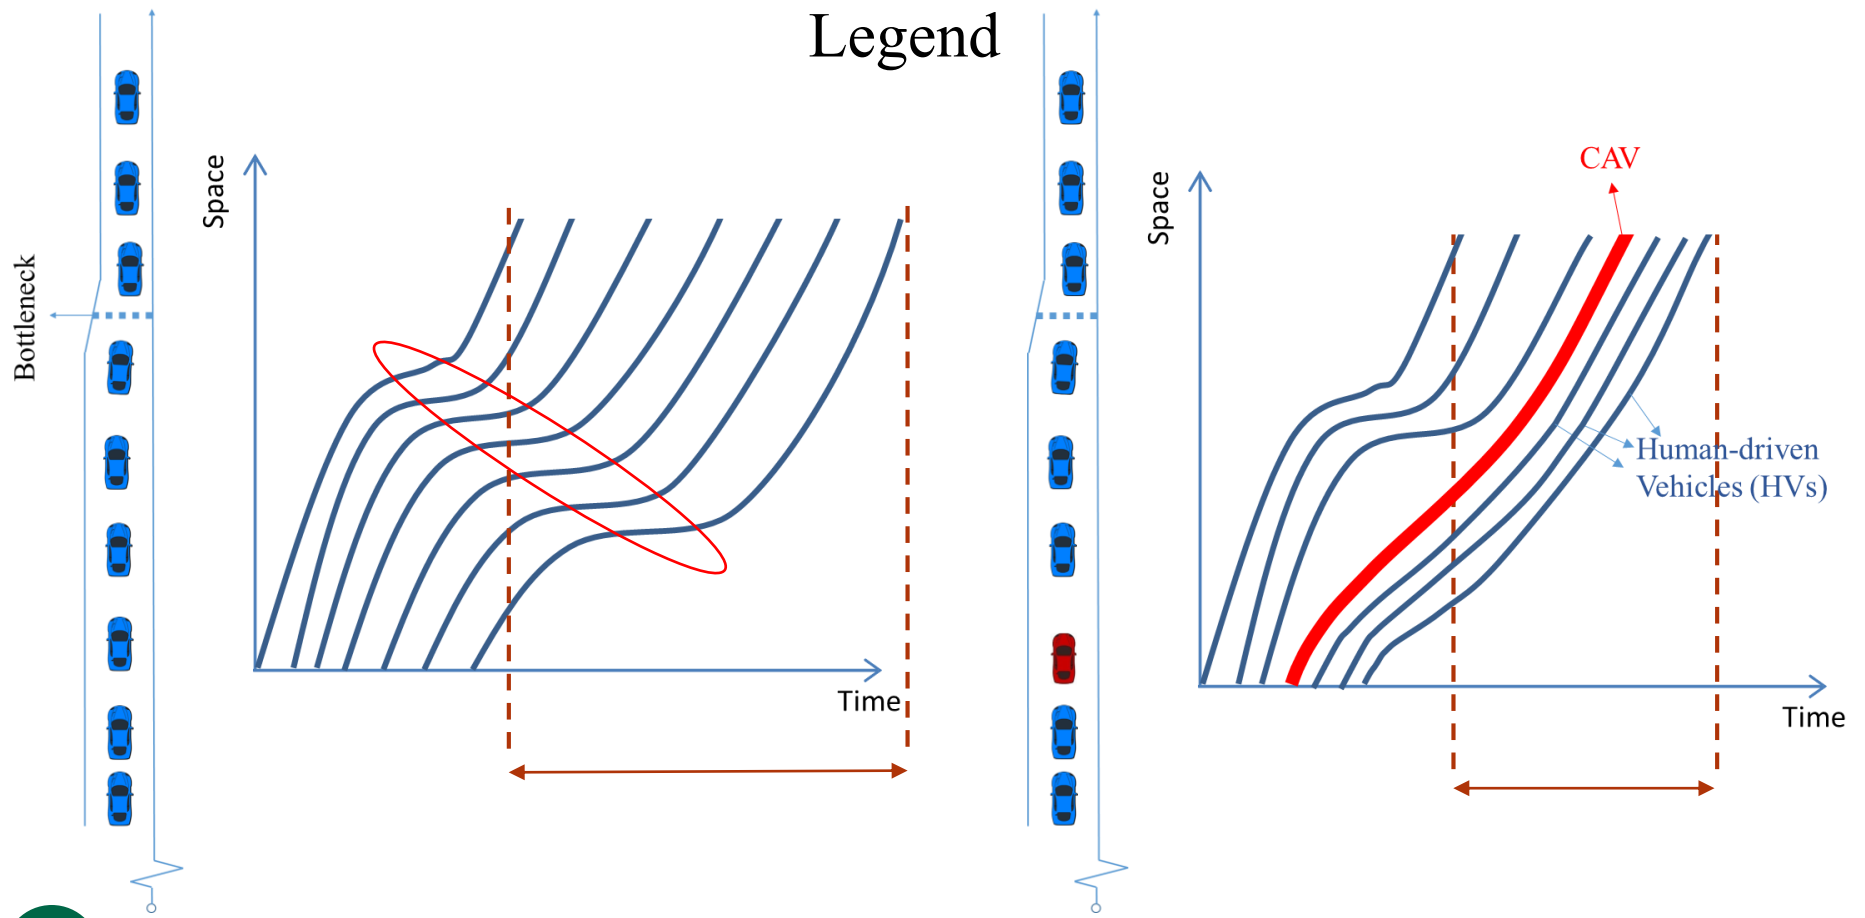 Legend
Bottleneck
Space
Time
CAV
Space
Human-driven
Vehicles (HVs)
Time